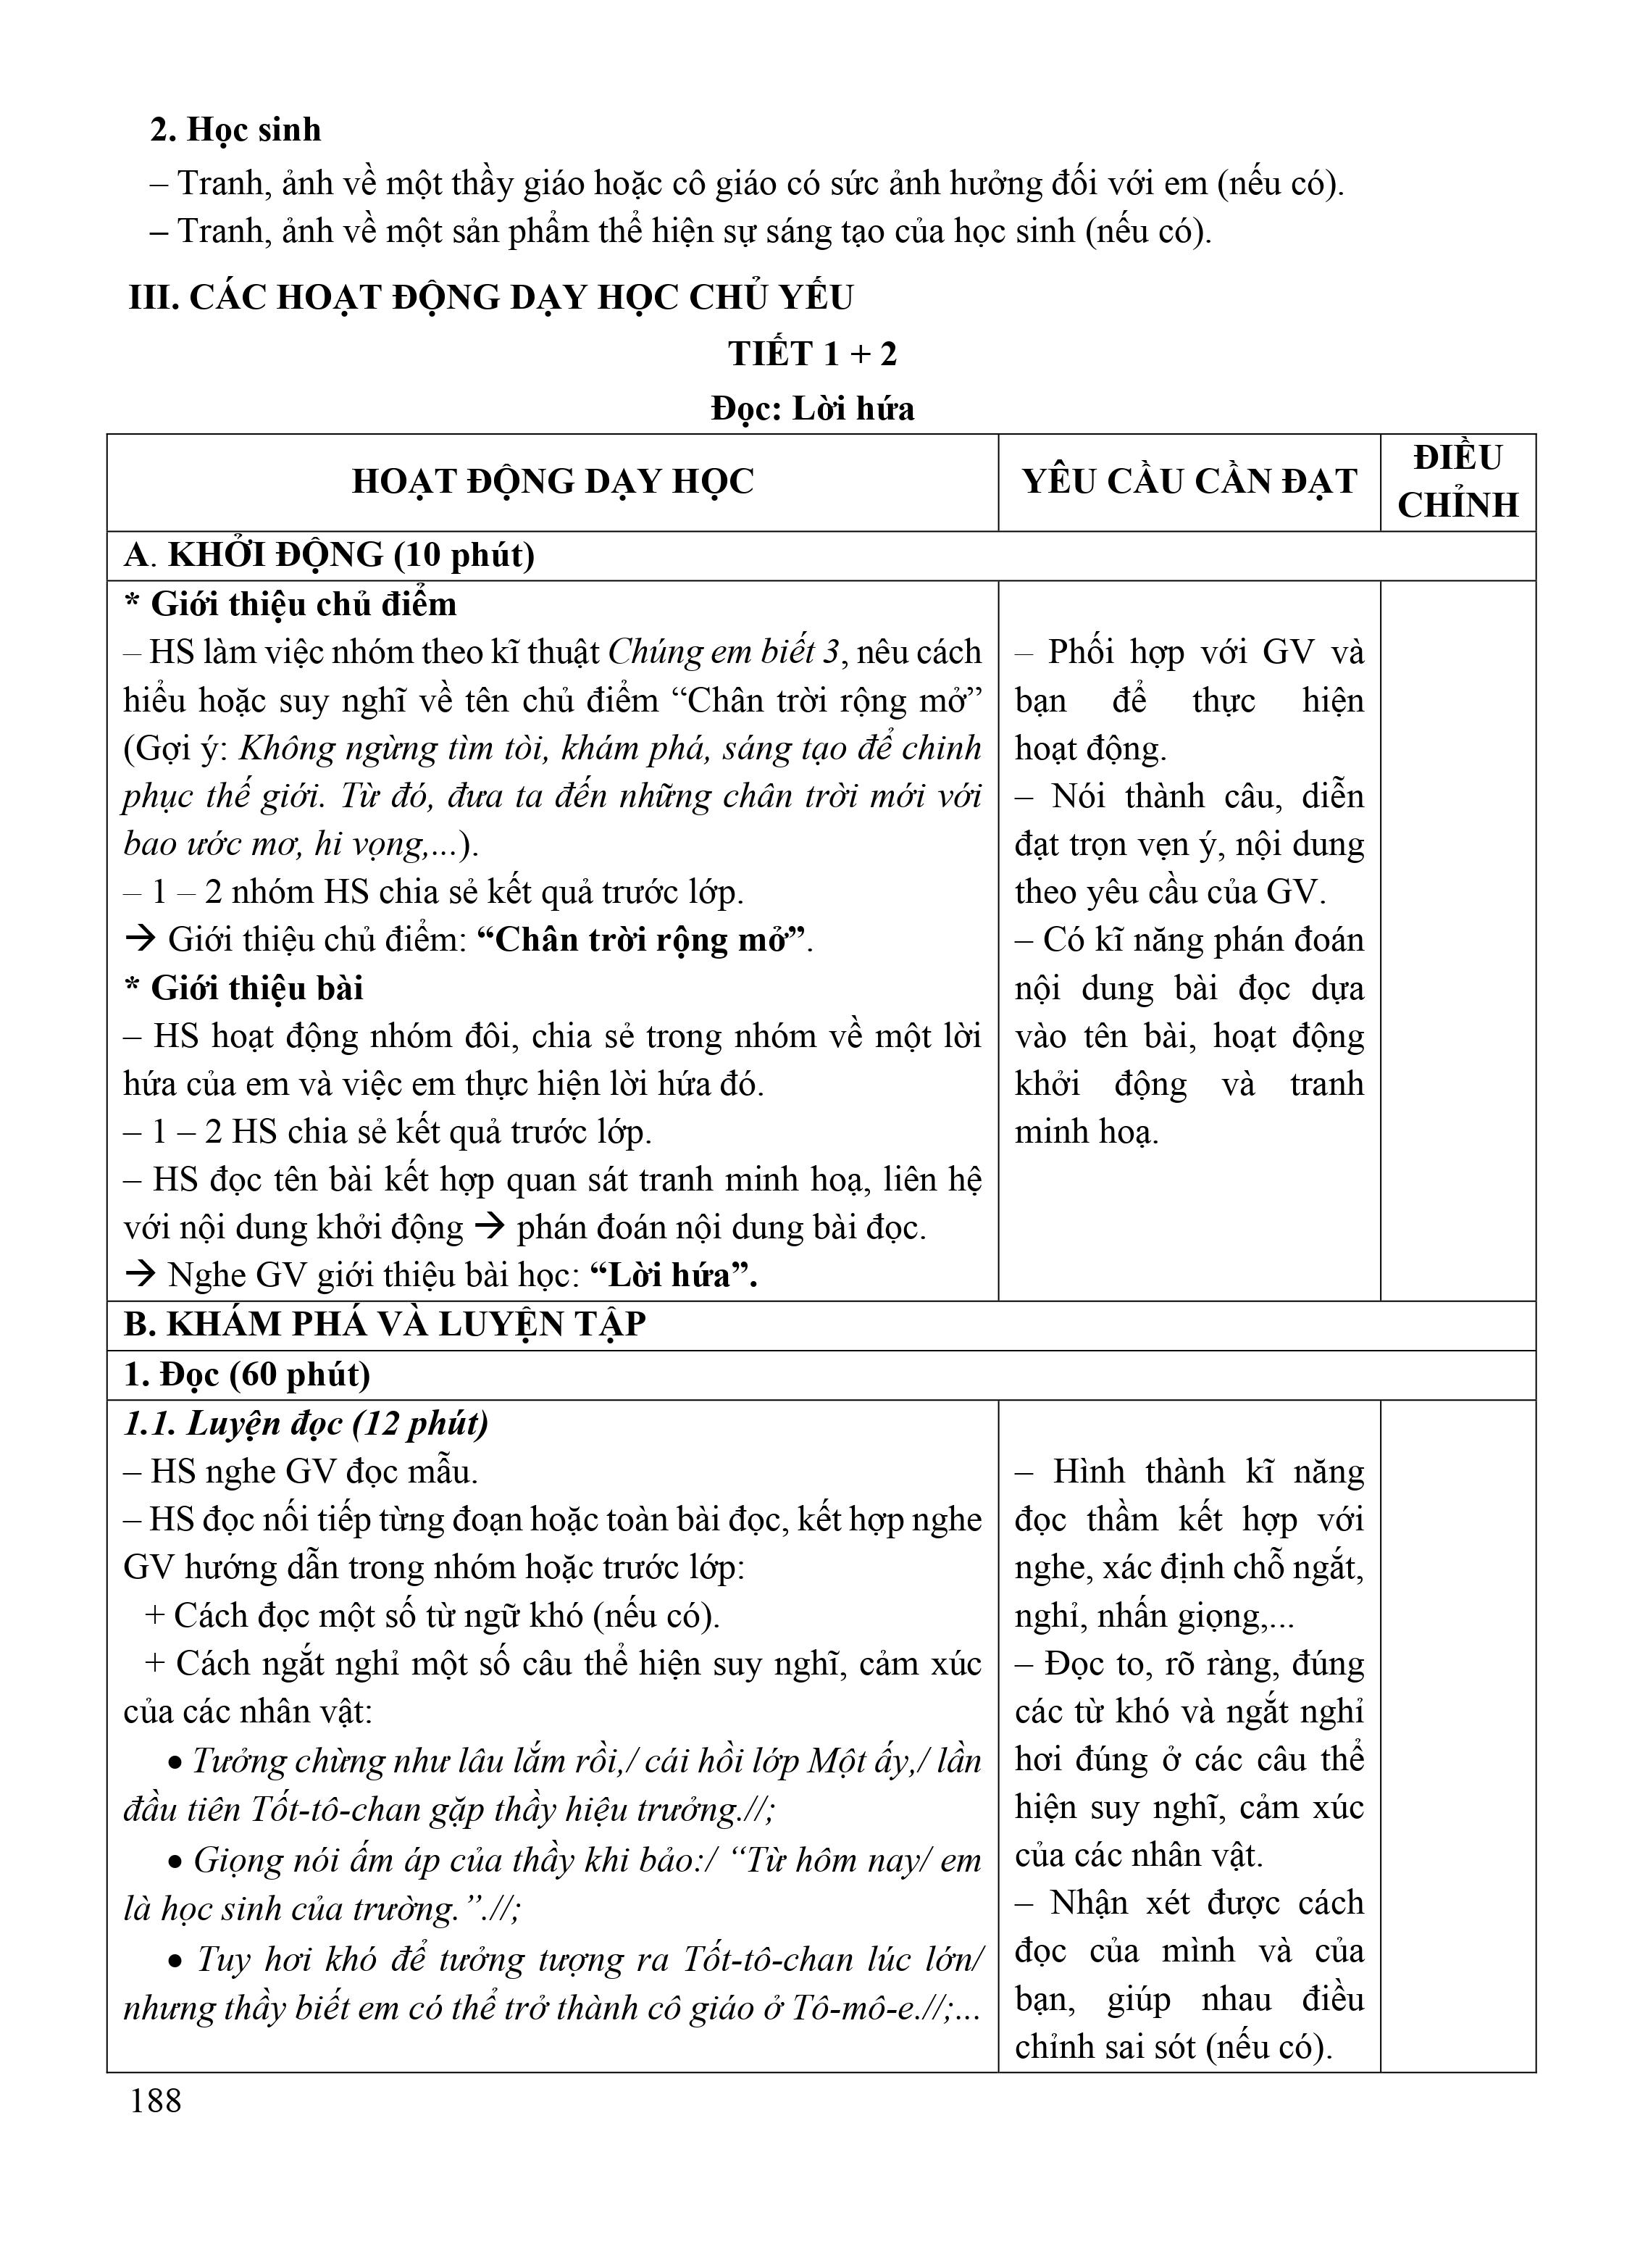 2. Học sinh
– Tranh, ảnh về một thầy giáo hoặc cô giáo có sức ảnh hưởng đối với em (nếu có).
– Tranh, ảnh về một sản phẩm thể hiện sự sáng tạo của học sinh (nếu có).
III. CÁC HOẠT ĐỘNG DẠY HỌC CHỦ YẾU
TIẾT 1 + 2
Đọc: Lời hứa
HOẠT ĐỘNG DẠY HỌC
YÊU CẦU CẦN ĐẠT
ĐIỀU
CHỈNH
A. KHỞI ĐỘNG (10 phút)
* Giới thiệu chủ điểm
– HS làm việc nhóm theo kĩ thuật Chúng em biết 3, nêu cách
hiểu hoặc suy nghĩ về tên chủ điểm “Chân trời rộng mở”
(Gợi ý: Không ngừng tìm tòi, khám phá, sáng tạo để chinh
phục thế giới. Từ đó, đưa ta đến những chân trời mới với
bao ước mơ, hi vọng,...).
– 1 – 2 nhóm HS chia sẻ kết quả trước lớp.
→ Giới thiệu chủ điểm: “Chân trời rộng mở”.
* Giới thiệu bài
– HS hoạt động nhóm đôi, chia sẻ trong nhóm về một lời
hứa của em và việc em thực hiện lời hứa đó.
– 1 – 2 HS chia sẻ kết quả trước lớp.
– HS đọc tên bài kết hợp quan sát tranh minh hoạ, liên hệ
với nội dung khởi động → phán đoán nội dung bài đọc.
→ Nghe GV giới thiệu bài học: “Lời hứa”.
– Phối hợp với GV và
bạn để thực hiện
hoạt động.
– Nói thành câu, diễn
đạt trọn vẹn ý, nội dung
theo yêu cầu của GV.
– Có kĩ năng phán đoán
nội dung bài đọc dựa
vào tên bài, hoạt động
khởi động và tranh
minh hoạ.
B. KHÁM PHÁ VÀ LUYỆN TẬP
1. Đọc (60 phút)
1.1. Luyện đọc (12 phút)
– HS nghe GV đọc mẫu.
– HS đọc nối tiếp từng đoạn hoặc toàn bài đọc, kết hợp nghe
GV hướng dẫn trong nhóm hoặc trước lớp:
+ Cách đọc một số từ ngữ khó (nếu có).
+ Cách ngắt nghỉ một số câu thể hiện suy nghĩ, cảm xúc
của các nhân vật:
• Tưởng chừng như lâu lắm rồi,/ cái hồi lớp Một ấy,/ lần
đầu tiên Tốt-tô-chan gặp thầy hiệu trưởng.//;
• Giọng nói ấm áp của thầy khi bảo:/ “Từ hôm nay/ em
là học sinh của trường.”.//;
• Tuy hơi khó để tưởng tượng ra Tốt-tô-chan lúc lớn/
nhưng thầy biết em có thể trở thành cô giáo ở Tô-mô-e.//;...
– Hình thành kĩ năng
đọc thầm kết hợp với
nghe, xác định chỗ ngắt,
nghỉ, nhấn giọng,...
– Đọc to, rõ ràng, đúng
các từ khó và ngắt nghỉ
hơi đúng ở các câu thể
hiện suy nghĩ, cảm xúc
của các nhân vật.
– Nhận xét được cách
đọc của mình và của
bạn, giúp nhau điều
chỉnh sai sót (nếu có).
188